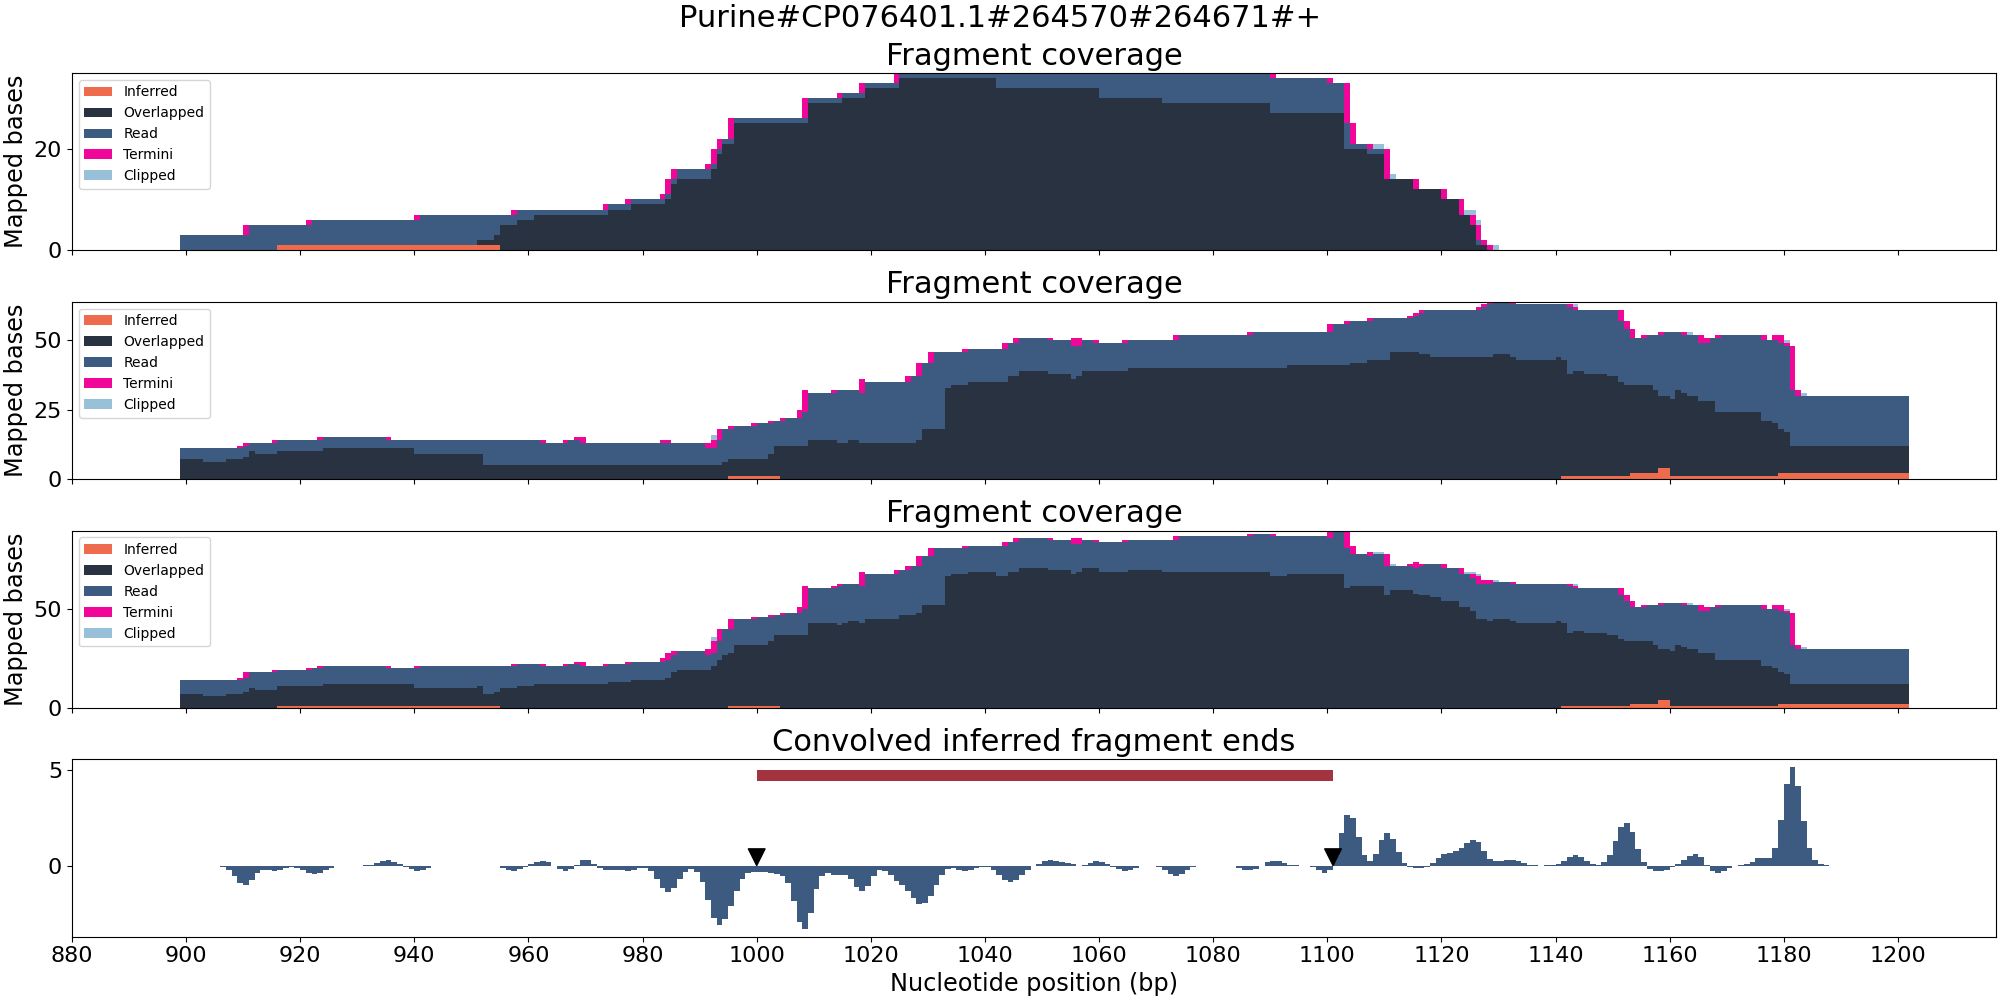 Purine#CP076401.1#264570#264671#+
Fragment coverage
Mapped bases
20
0
Inferred
Overlapped
Read
Termini
Clipped
Fragment coverage
Mapped bases
50
25
0
Inferred
Overlapped
Read
Termini
Clipped
Fragment coverage
Mapped bases
50
0
Inferred
Overlapped
Read
Termini
Clipped
Convolved inferred fragment ends
5
0
880 900 920 940 960 980 1000 1020 1040 1060 1080 1100 1120 1140 1160 1180 1200
Nucleotide position (bp)